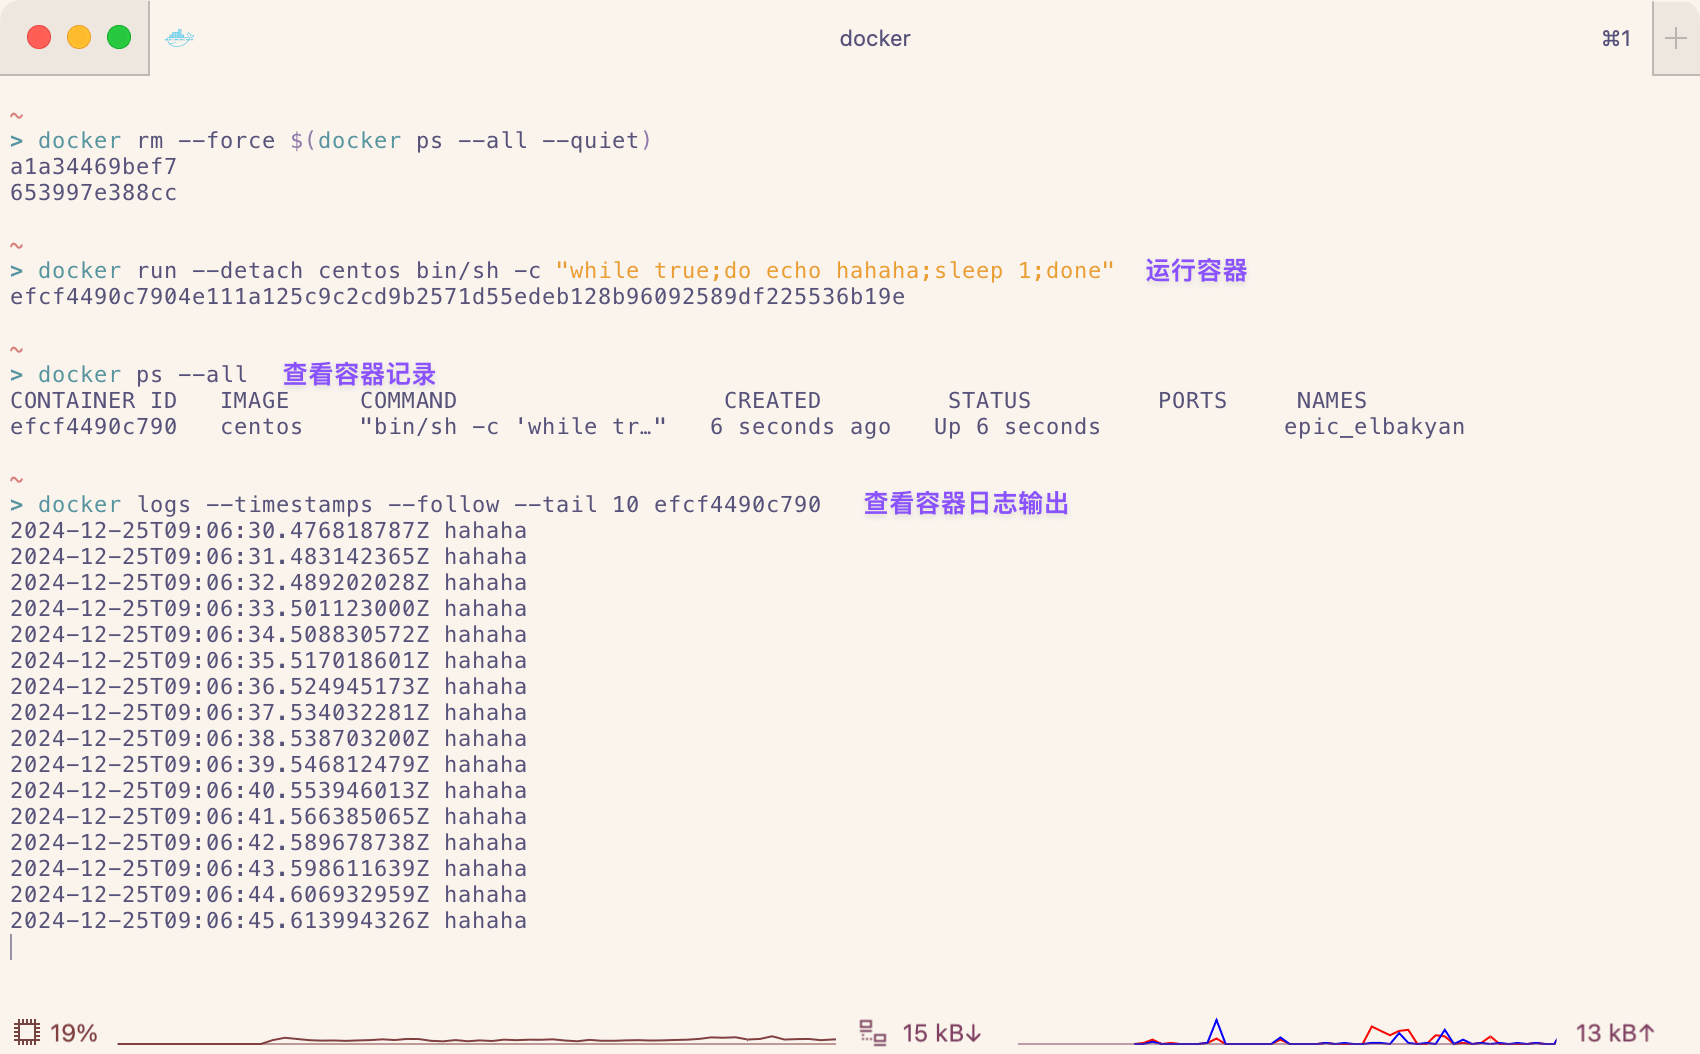 docker
⌘1
~
> docker rm --force $(docker ps --all --quiet)
a1a34469bef7
653997e388cc
~
> docker run --detach centos bin/sh -c "while true;do echo hahaha;sleep 1;done" 运行容器
efcf4490c7904e111a125c9c2cd9b2571d55edeb128b96092589df225536b19e
~
> docker ps --all 查看容器记录
CONTAINER ID IMAGE COMMAND CREATED STATUS PORTS NAMES
efcf4490c790 centos "bin/sh -c 'while tr…" 6 seconds ago Up 6 seconds epic_elbakyan
~
> docker logs --timestamps --follow --tail 10 efcf4490c790 查看容器日志输出
2024-12-25T09:06:30.476818787Z hahaha
2024-12-25T09:06:31.483142365Z hahaha
2024-12-25T09:06:32.489202028Z hahaha
2024-12-25T09:06:33.501123000Z hahaha
2024-12-25T09:06:34.508830572Z hahaha
2024-12-25T09:06:35.517018601Z hahaha
2024-12-25T09:06:36.524945173Z hahaha
2024-12-25T09:06:37.534032281Z hahaha
2024-12-25T09:06:38.538703200Z hahaha
2024-12-25T09:06:39.546812479Z hahaha
2024-12-25T09:06:40.553946013Z hahaha
2024-12-25T09:06:41.566385065Z hahaha
2024-12-25T09:06:42.589678738Z hahaha
2024-12-25T09:06:43.598611639Z hahaha
2024-12-25T09:06:44.606932959Z hahaha
2024-12-25T09:06:45.613994326Z hahaha
19% 15 kB↓ 13 kB↑